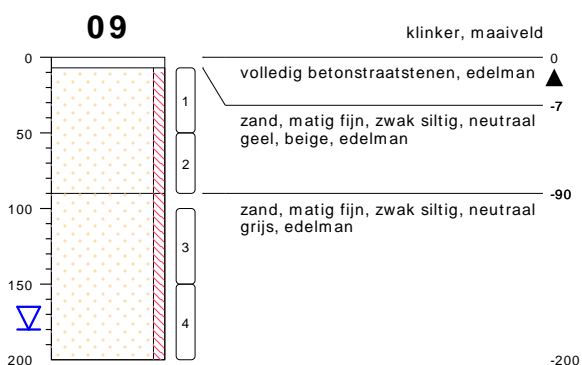 09
klinker, maaiveld
0
0
volledig betonstraatstenen, edelman
-7
1
zand, matig fijn, zwak siltig, neutraal
geel, beige, edelman
50
2
-90
100
zand, matig fijn, zwak siltig, neutraal
grijs, edelman
3
150
4
200
-200